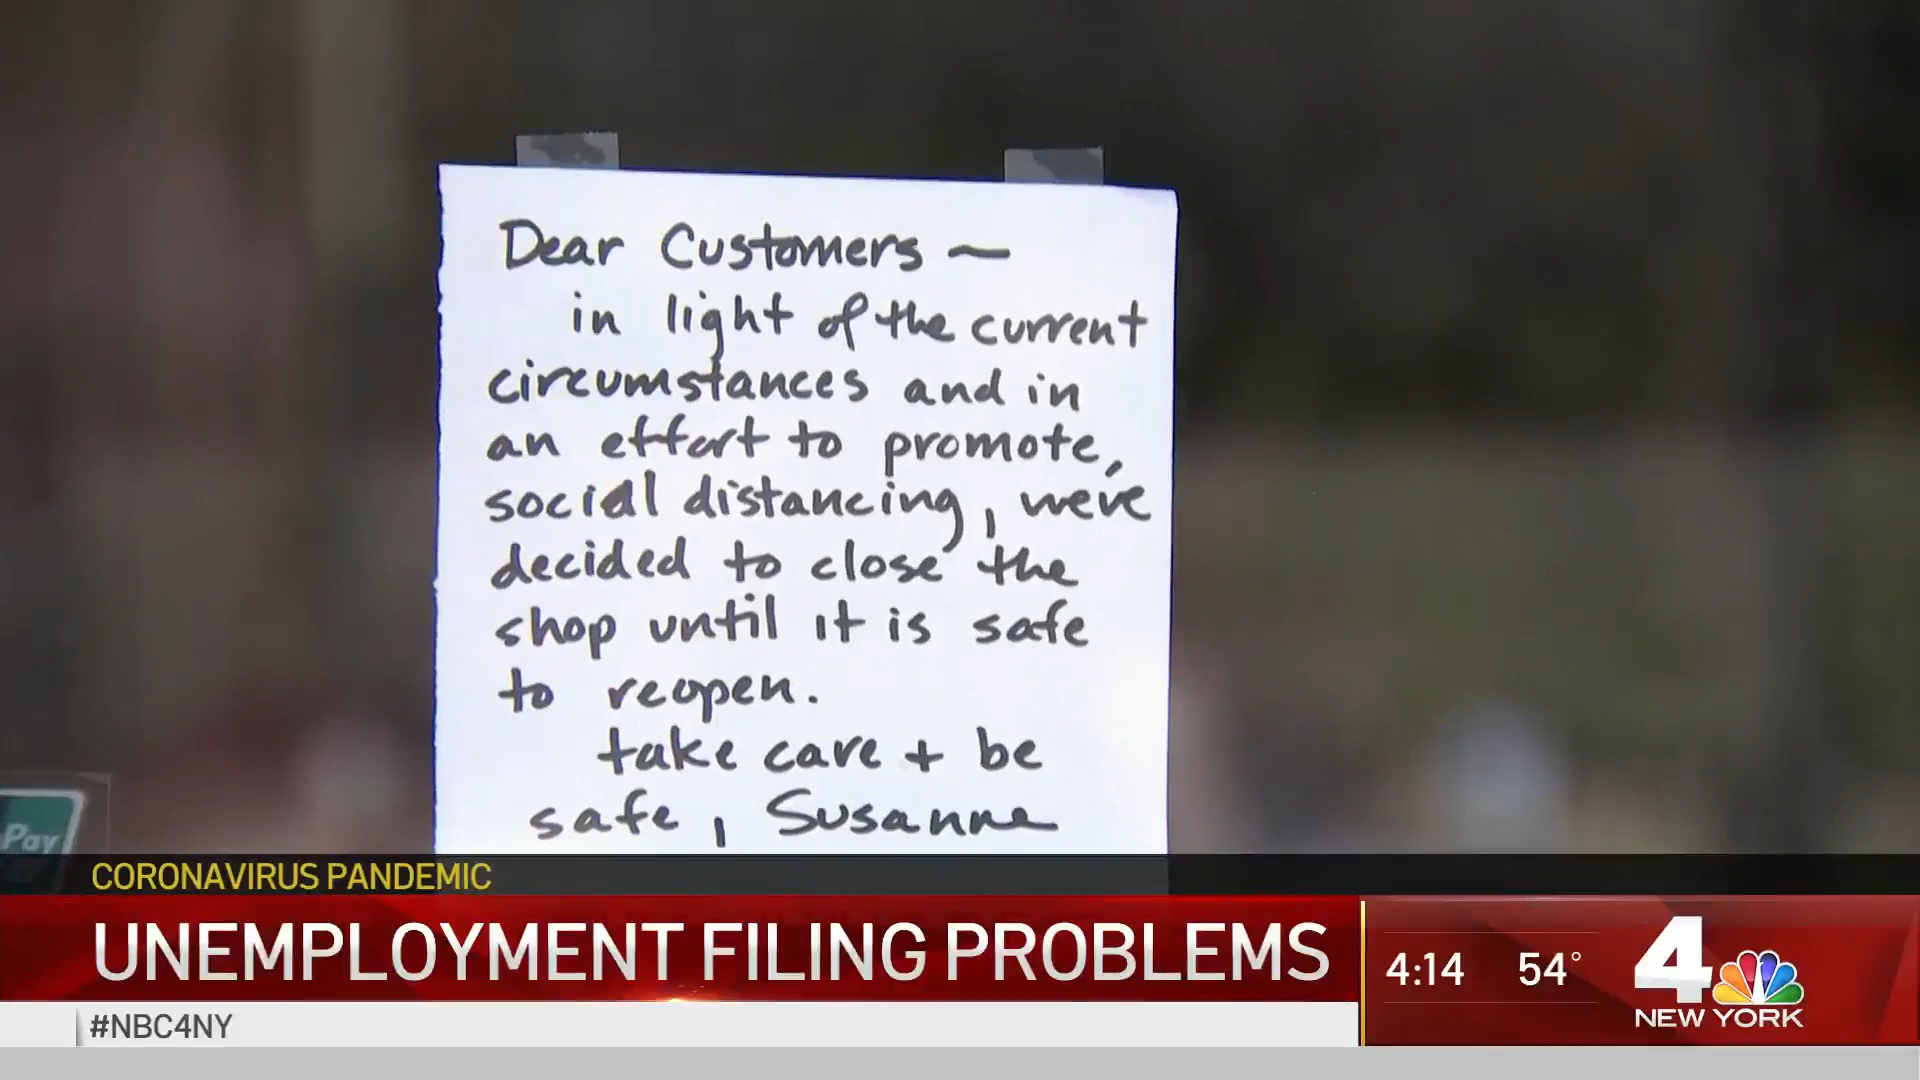 Dear Customers ~
in light of the current
circumstances and in
an effort to promote,
social distancing, we've
decided to close the
shop until it is safe
to reopen.
take care + be
safe, Susanne
Pay
CORONAVIRUS PANDEMIC
UNEMPLOYMENT FILING PROBLEMS
4:14 54°
4
NEW YORK
#NBC4NY